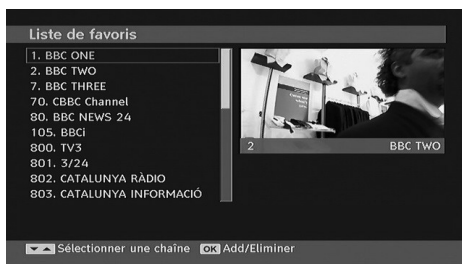 Liste de favoris
1. BBC ONE
2. BBC TWO
7. BBC THREE
70. CBBC Channel
80. BBC NEWS 24
105. BBCi
800. TV3
801. 3/24
802. CATALUNYA RÀDIO
803. CATALUNYA INFORMACIÓ
2 BBC TWO
Sélectionner une chaîne OK Add/Eliminer